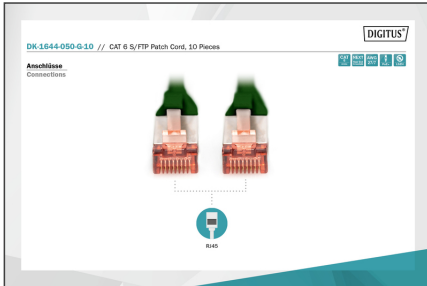 DIGITUS®
DK-1644-050-G-10 // CAT 6 S/FTP Patch Cord, 10 Pieces
Anschlüsse
Connections
RJ45